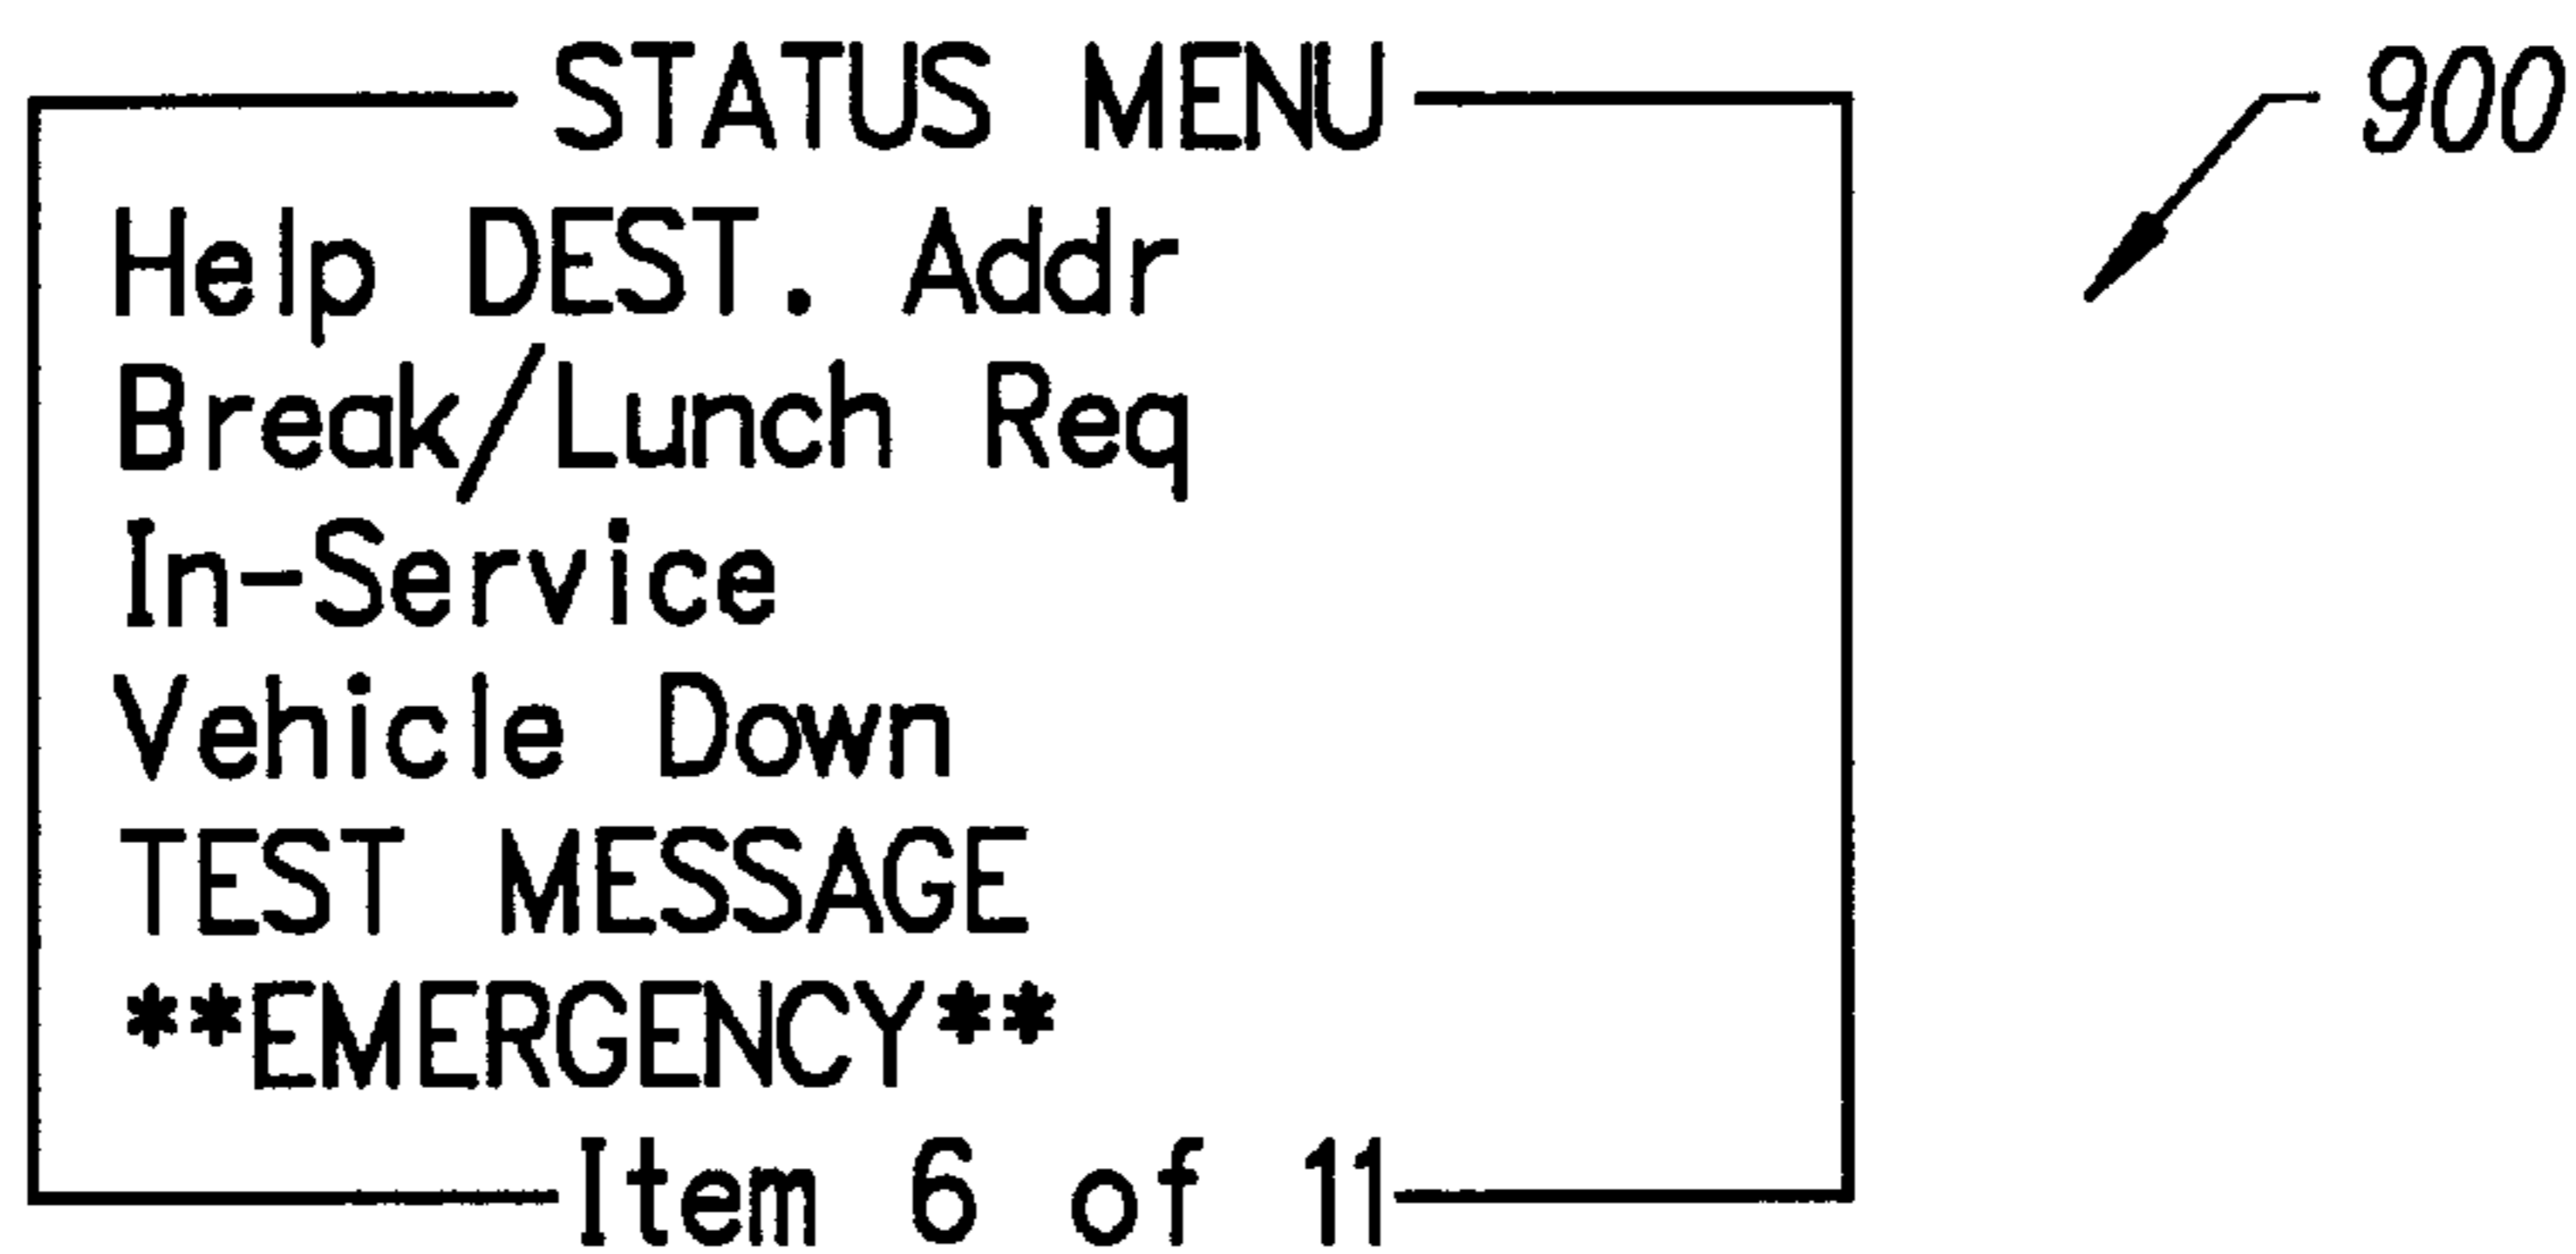 STATUS MENU
900
Help DEST. Addr
Break/Lunch Req
In-Service
Vehicle Down
TEST MESSAGE
**EMERGENCY**
Item 6 of 11